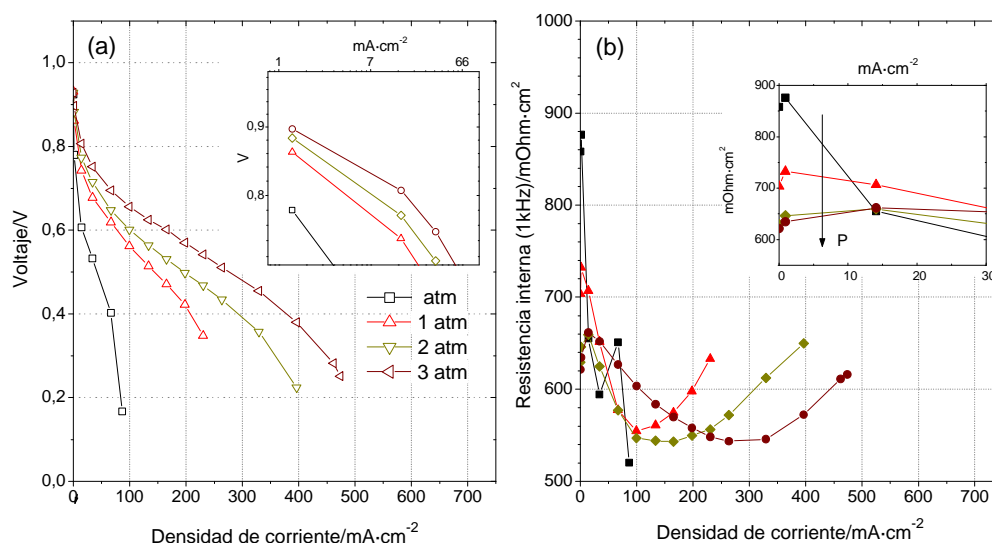 (a)
mA·cm-2
1 7 66
0,9
0,8
V
1,0
0,8
0,6
0,4
0,2
0,0
Voltaje/V
atm
1 atm
2 atm
3 atm
0 100 200 300 400 500 600 700
Densidad de corriente/mA·cm-2
(b)
mA·cm-2
900
800
700
600
mOhm·cm2
P
0 10 20 30
1000
900
800
700
600
500
Resistencia interna (1kHz)/mOhm·cm2
0 100 200 300 400 500 600 700
Densidad de corriente/mA·cm-2